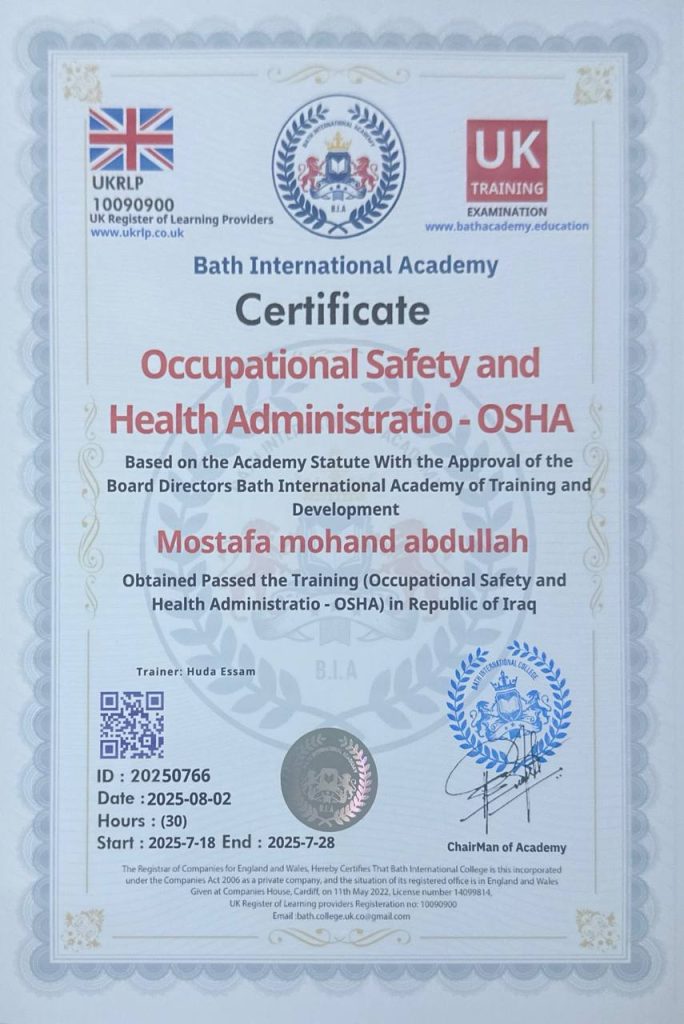 UKRLP
10090900
UK Register of Learning Providers
www.ukrlp.co.uk
BATH INTERNATIONAL ACADEMY
B.I.A
UK
TRAINING
EXAMINATION
www.bathacademy.education
Bath International Academy
Certificate
Occupational Safety and
Health Administratio - OSHA
Based on the Academy Statute With the Approval of the
Board Directors Bath International Academy of Training and
Development
Mostafa mohand abdullah
Obtained Passed the Training (Occupational Safety and
Health Administratio - OSHA) in Republic of Iraq
B.I.A
Trainer: Huda Essam
BATH INTERNATIONAL COLLEGE
B.I.A
ID : 20250766
Date : 2025-08-02
Hours : (30)
Start : 2025-7-18 End : 2025-7-28
ChairMan of Academy
The Registrar of Companies for England and Wales, Hereby Certifies That Bath International College is this incorporated
under the Companies Act 2006 as a private company, and the situation of its registered office is in England and Wales
Given at Companies House, Cardiff, on 11th May 2022, License number 14099814,
UK Register of Learning providers Registeration no: 10090900
Email :bath.college.uk.co@gmail.com